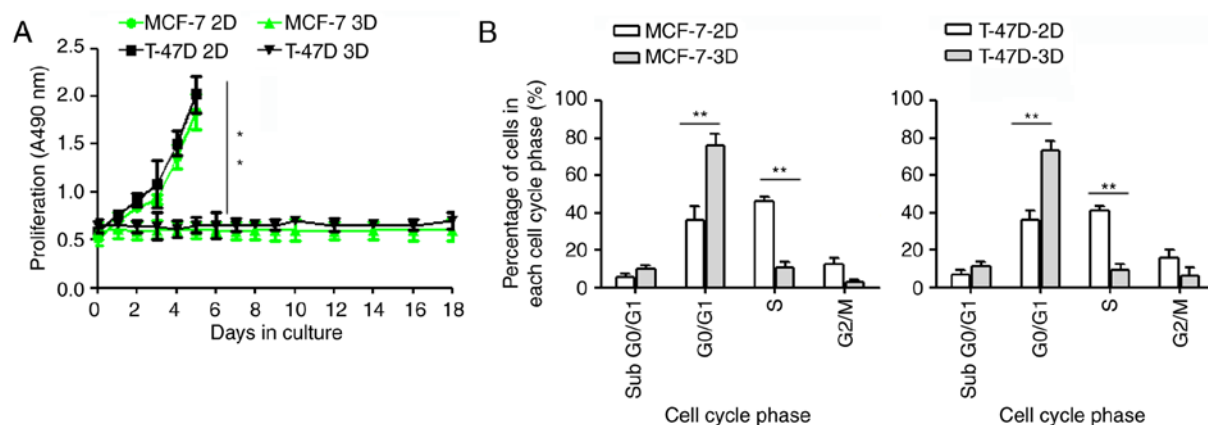 A
MCF-7 2D
MCF-7 3D
T-47D 2D
T-47D 3D
Proliferation (A490 nm)
2.5
2.0
1.5
1.0
0.5
0.0
*
*
0 2 4 6 8 10 12 14 16 18
Days in culture
B
MCF-7-2D
MCF-7-3D
Percentage of cells in
each cell cycle phase (%)
100
80
60
40
20
0
**
**
Sub G0/G1
G0/G1
S
G2/M
Cell cycle phase
T-47D-2D
T-47D-3D
100
80
60
40
20
0
**
**
Sub G0/G1
G0/G1
S
G2/M
Cell cycle phase